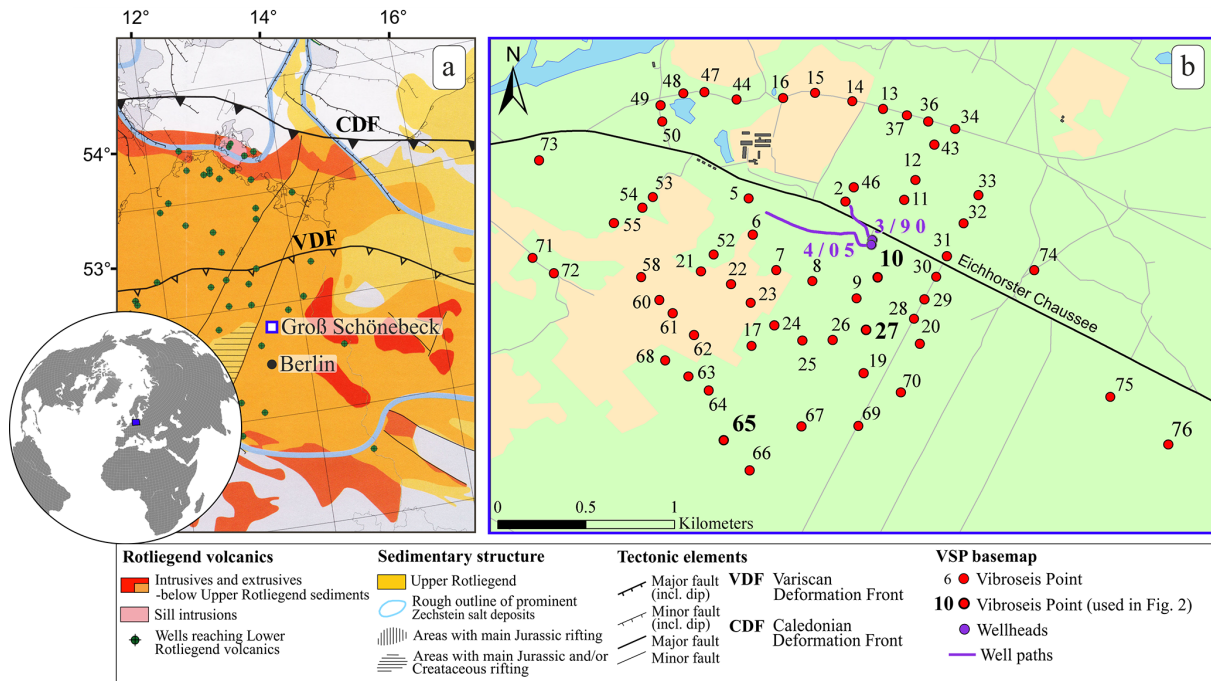 12°
14°
16°
a
CDF
54°
VDF
53°
Groß Schönebeck
Berlin
N
b
48
47
44
16
15
14
13
36
34
49
37
50
43
73
12
33
53
5
2
46
11
54
32
55
6
3/90
4/05
31
71
52
10
74
72
58
21
22
7
8
30
Eichhorster Chaussee
9
29
60
23
28
61
17
24
26
27
20
62
25
68
19
63
70
75
64
65
67
69
76
66
0
0.5
1
Kilometers
Rotliegend volcanics
Intrusives and extrusives
-below Upper Rotliegend sediments
Sill intrusions
Wells reaching Lower
Rotliegend volcanics
Sedimentary structure
Upper Rotliegend
Rough outline of prominent
Zechstein salt deposits
Areas with main Jurassic rifting
Areas with main Jurassic and/or
Creataceous rifting
Tectonic elements
Major fault
(incl. dip)
Minor fault
(incl. dip)
Major fault
Minor fault
VDF Variscan
Deformation Front
CDF Caledonian
Deformation Front
VSP basemap
6 Vibroseis Point
10 Vibroseis Point (used in Fig. 2)
Wellheads
Well paths